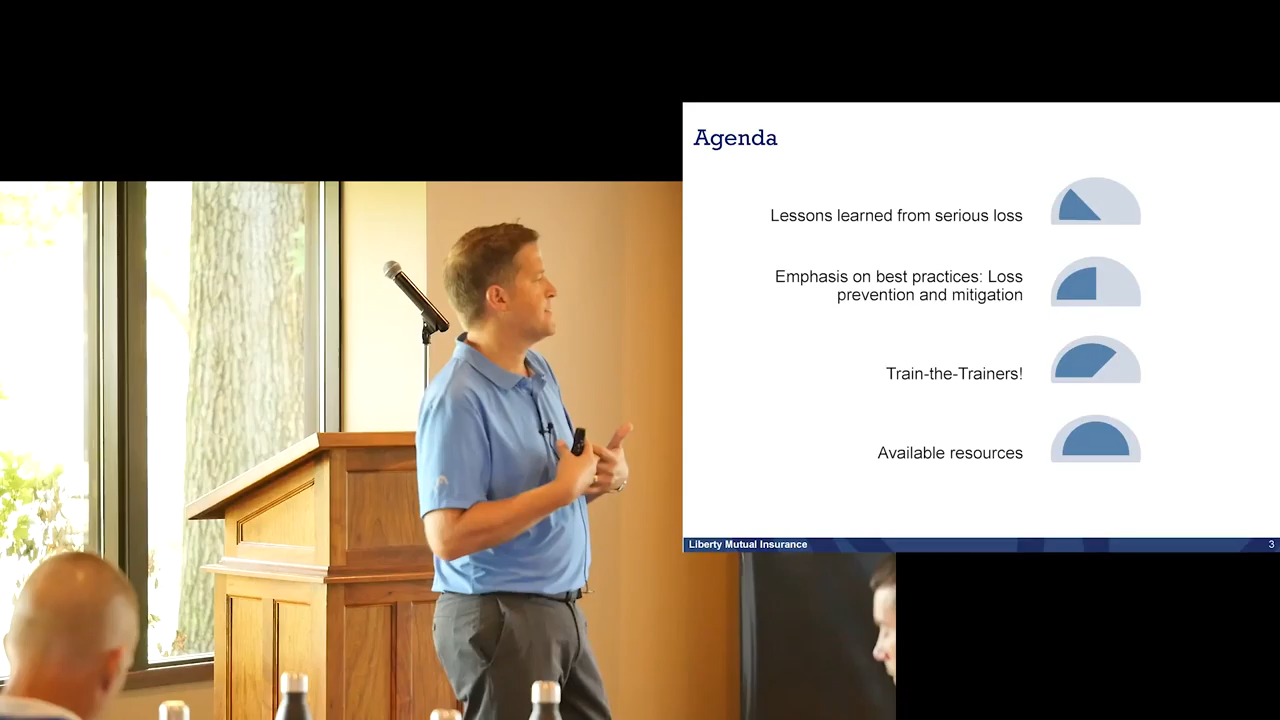 Agenda
Lessons learned from serious loss
Emphasis on best practices: Loss
prevention and mitigation
Train-the-Trainers!
Available resources
Liberty Mutual Insurance
3